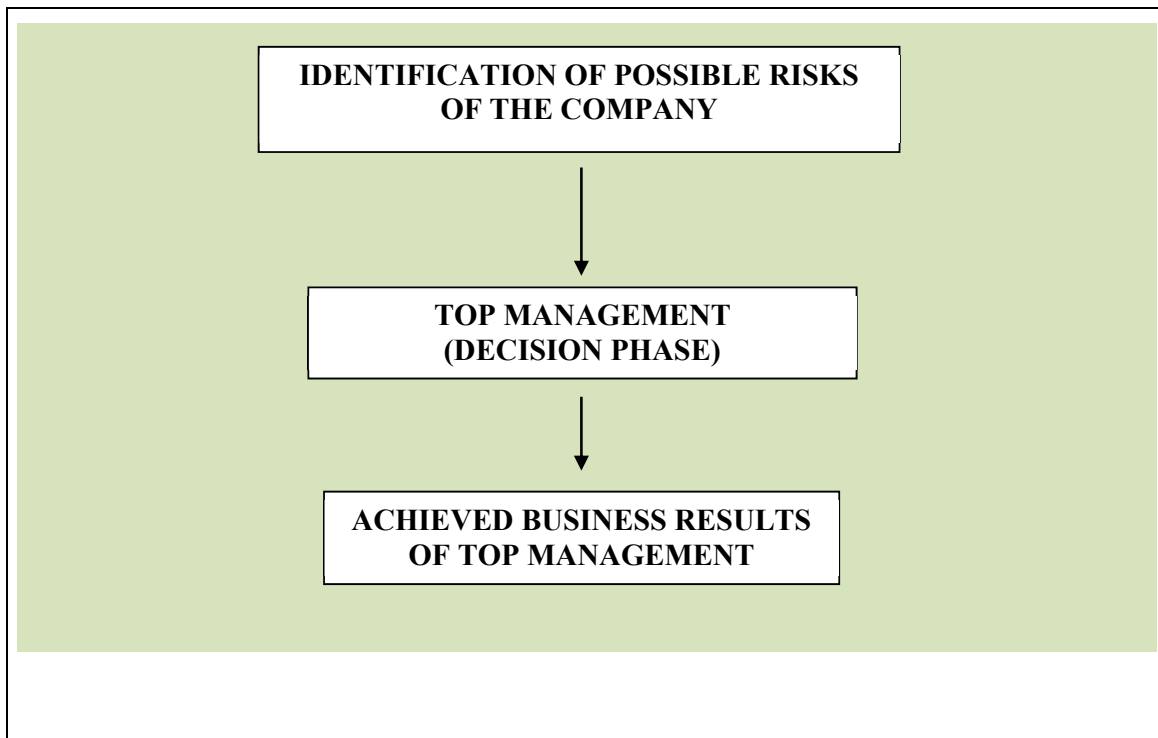 IDENTIFICATION OF POSSIBLE RISKS
OF THE COMPANY
TOP MANAGEMENT
(DECISION PHASE)
ACHIEVED BUSINESS RESULTS
OF TOP MANAGEMENT